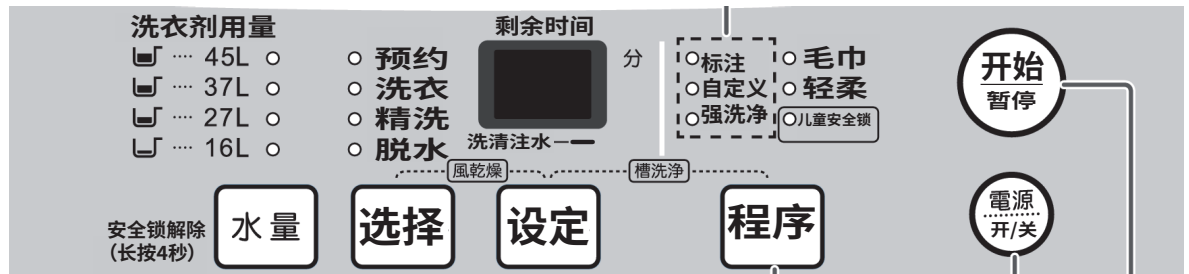 洗衣剂用量
45L
37L
27L
16L
预约
洗衣
精洗
脱水
剩余时间
分
洗清注水
標注
自定义
强洗净
毛巾
轻柔
儿童安全锁
風乾燥
槽洗浄
安全锁解除
(长按4秒)
水量
选择
设定
程序
开始
暂停
電源
开/关